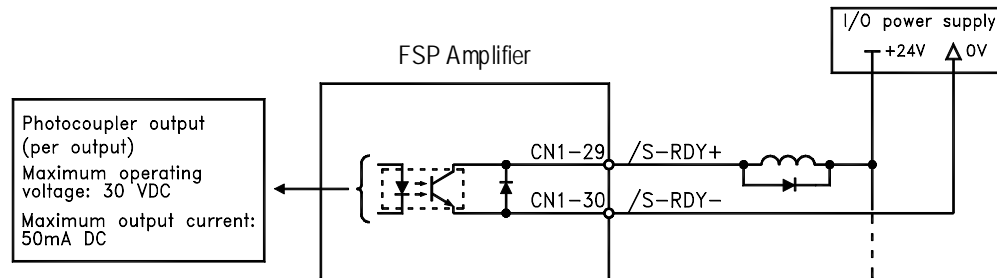 I/O power supply
+24V 0V
FSP Amplifier
Photocoupler output
(per output)
Maximum operating
voltage: 30 VDC
Maximum output current:
50mA DC
CN1-29 /S-RDY+
CN1-30 /S-RDY-